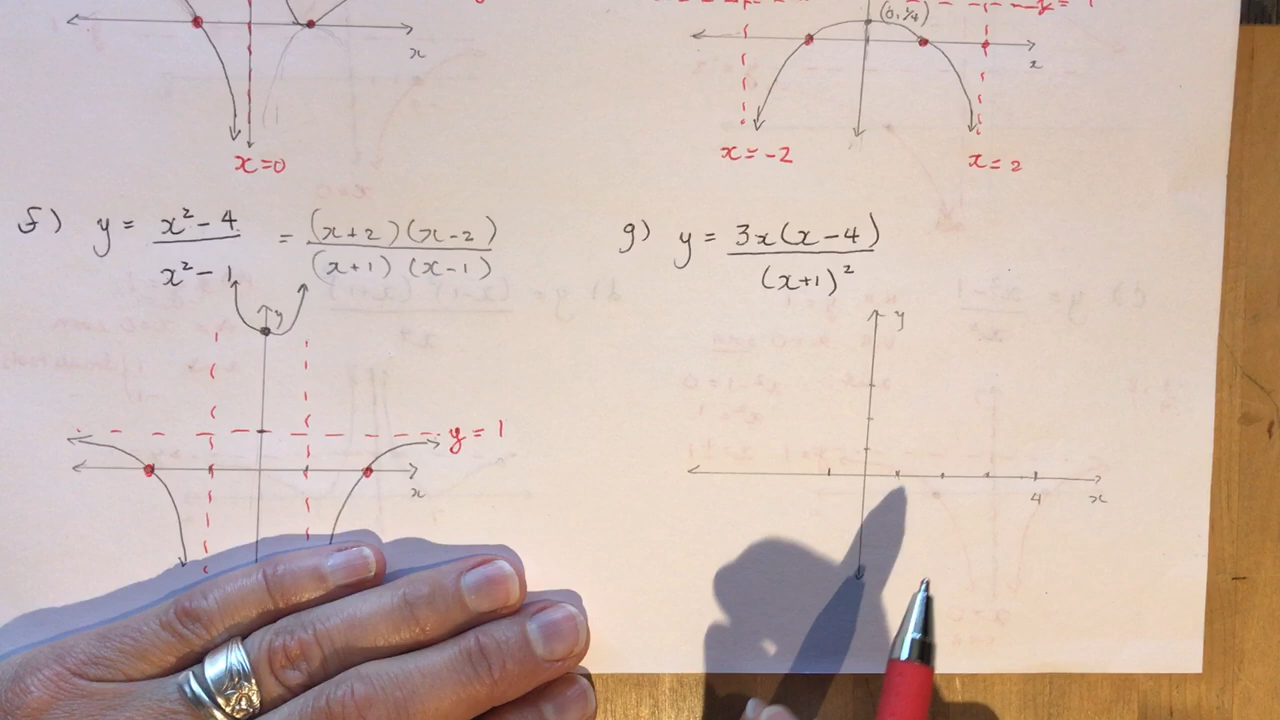 x
(0, 1/4)
x
x=0
x=-2
x=2
f) y = x² - 4 / x² - 1 = (x+2)(x-2) / (x+1)(x-1)
g) y = 3x(x-4) / (x+1)²
y
y = 1
x
y
4
x